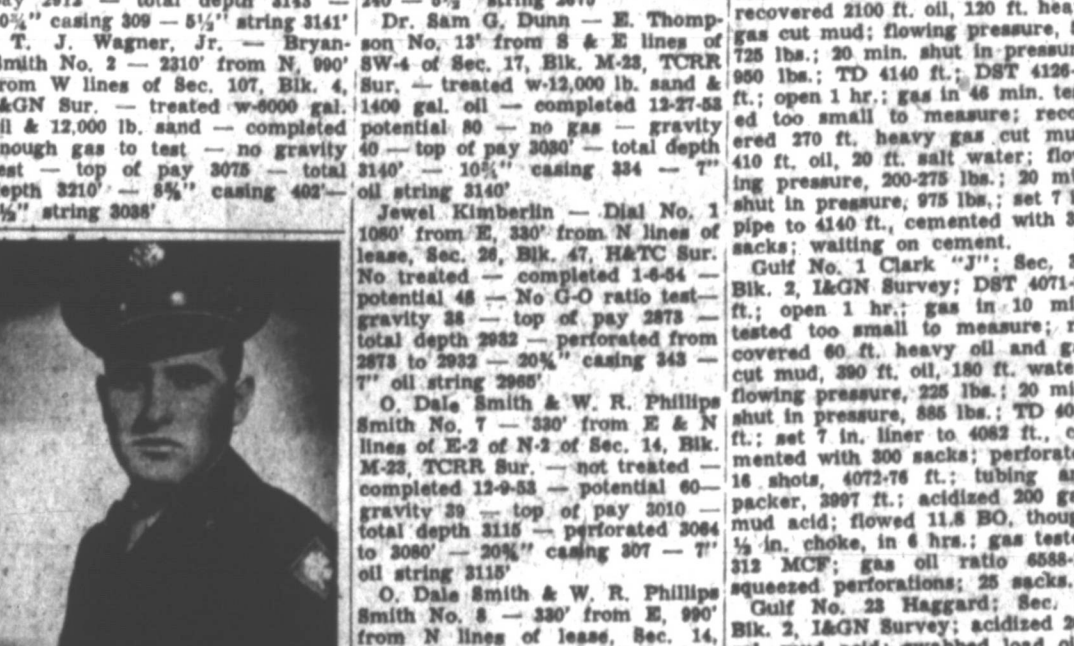 casing 309 — 5½" string 3141'
T. J. Wagner, Jr. — Bryan-
Smith No. 2 — 2310' from N, 990'
from W lines of Sec. 107, Blk. 4,
I&GN Sur. — treated w-6000 gal.
oil & 12,000 lb. sand — completed
enough gas to test — no gravity
test — top of pay 3075 — total
depth 3210' — 8⅝" casing 402'—
string 3038'
Dr. Sam G. Dunn — E. Thomp-
son No. 13' from S & E lines of
SW-4 of Sec. 17, Blk. M-23, TCRR
Sur. — treated w-12,000 lb. sand &
1400 gal. oil — completed 12-27-53
potential 80 — no gas — gravity
40 — top of pay 3030' — total depth
3140' — 10¾" casing 334 — 7"
oil string 3140'
Jewel Kimberlin — Dial No. 1
1080' from E, 330' from N lines of
lease, Sec. 26, Blk. 47, H&TC Sur.
No treated — completed 1-6-54 —
potential 48 — No G-O ratio test—
gravity 38 — top of pay 2873 —
total depth 2932 — perforated from
2873 to 2932 — 20¾" casing 343 —
7" oil string 2965'
O. Dale Smith & W. R. Phillips
Smith No. 7 — 330' from E & N
lines of E-2 of N-2 of Sec. 14, Blk.
M-23, TCRR Sur. — not treated —
completed 12-9-53 — potential 60—
gravity 39 — top of pay 3010 —
total depth 3115 — perforated 3064
to 3080' — 20¾" casing 307 — 7"
oil string 3115'
O. Dale Smith & W. R. Phillips
Smith No. 8 — 330' from E, 990'
from N lines of lease, Sec. 14,
recovered 2100 ft. oil, 120 ft. hea
gas cut mud; flowing pressure,
725 lbs.; 20 min. shut in pressur
950 lbs.; TD 4140 ft.; DST 4126-
ft.; open 1 hr.; gas in 46 min. tes
ed too small to measure; reco
ered 270 ft. heavy gas cut mu
410 ft. oil, 20 ft. salt water; flow
ing pressure, 200-275 lbs.; 20 mi
shut in pressure, 975 lbs.; set 7
pipe to 4140 ft., cemented with 3
sacks; waiting on cement.
Gulf No. 1 Clark "J"; Sec.
Blk. 2, I&GN Survey; DST 4071-
ft.; open 1 hr.; gas in 10 mi
tested too small to measure; r
covered 60 ft. heavy oil and g
cut mud, 390 ft. oil, 180 ft. wate
flowing pressure, 225 lbs.; 20 min
shut in pressure, 885 lbs.; TD 40
ft.; set 7 in. liner to 4082 ft., c
mented with 300 sacks; perforate
16 shots, 4072-76 ft.; tubing an
packer, 3997 ft.; acidized 200 ga
mud acid; flowed 11.8 BO, thoug
½ in. choke, in 6 hrs.; gas teste
312 MCF; gas oil ratio 6588-
squeezed perforations; 25 sacks.
Gulf No. 23 Haggard; Sec.
Blk. 2, I&GN Survey; acidized 2